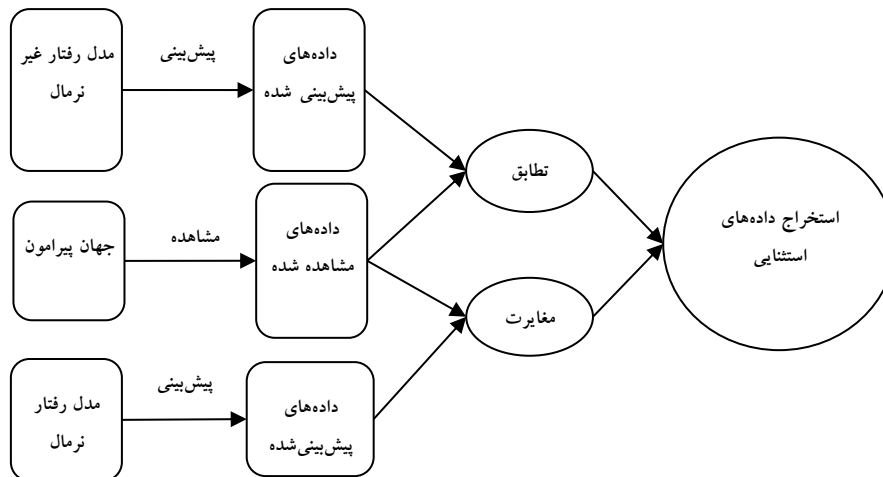 مدل رفتار غیر
نرمال
پیش‌بینی
داده‌های
پیش‌بینی شده
تطابق
جهان پیرامون
مشاهده
داده‌های
مشاهده شده
استخراج داده‌های
استثنایی
مغایرت
مدل رفتار
نرمال
پیش‌بینی
داده‌های
پیش‌بینی‌شده